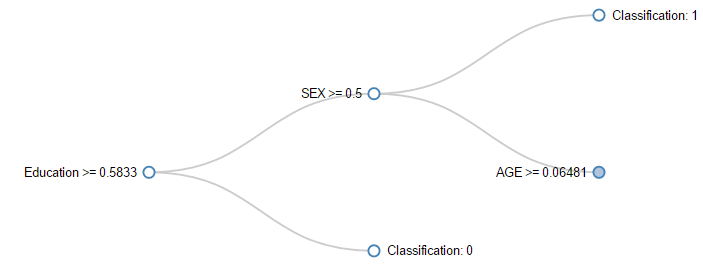 Classification: 1
SEX >= 0.5
Education >= 0.5833
AGE >= 0.06481
Classification: 0